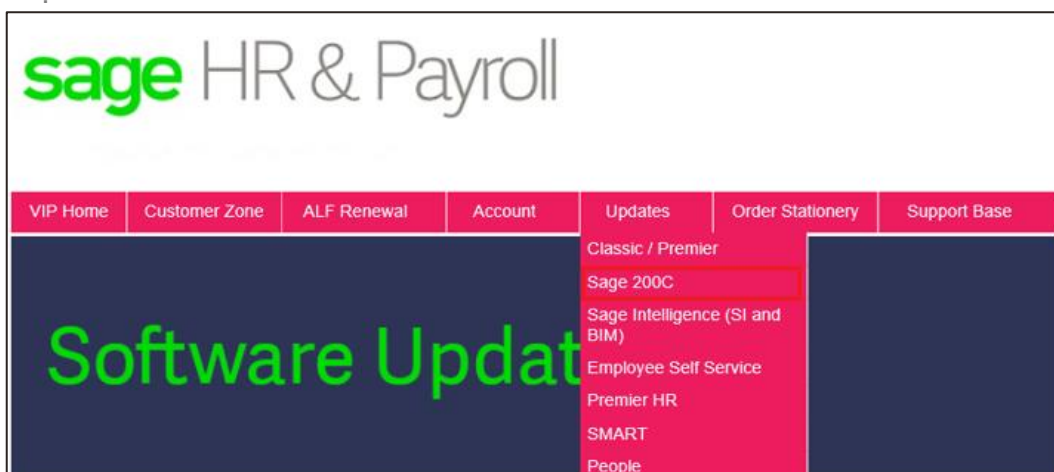 sage HR & Payroll
VIP Home Customer Zone ALF Renewal Account Updates Order Stationery Support Base
Classic / Premier
Sage 200C
Sage Intelligence (SI and
BIM)
Software Updat
Employee Self Service
Premier HR
SMART
People